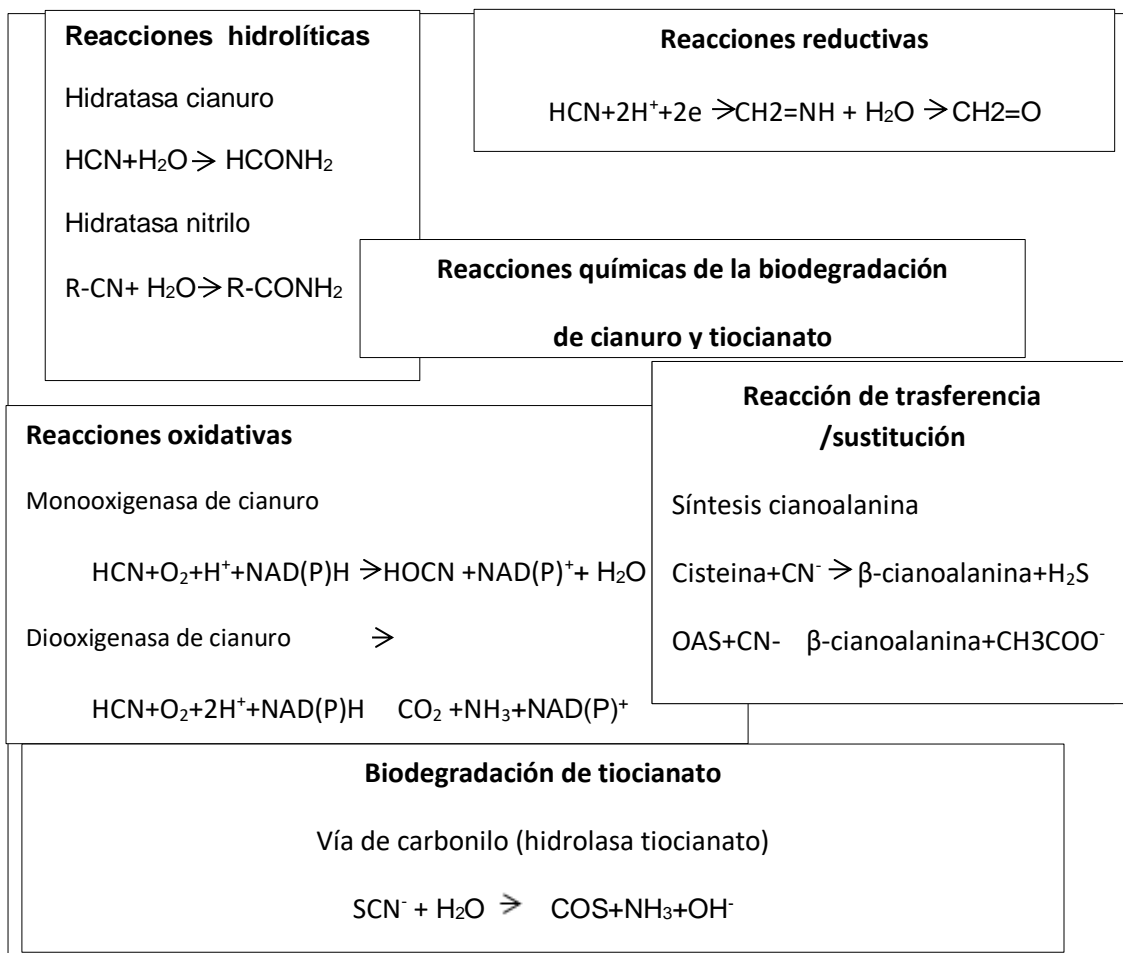 Reacciones hidrolíticas
Hidratasa cianuro
HCN+H₂O → HCONH₂
Hidratasa nitrilo
R-CN+ H₂O → R-CONH₂
Reacciones reductivas
HCN+2H⁺+2e → CH2=NH + H₂O → CH2=O
Reacciones químicas de la biodegradación
de cianuro y tiocianato
Reacciones oxidativas
Monooxigenasa de cianuro
HCN+O₂+H⁺+NAD(P)H → HOCN +NAD(P)⁺+ H₂O
Diooxigenasa de cianuro →
HCN+O₂+2H⁺+NAD(P)H CO₂ +NH₃+NAD(P)⁺
Reacción de trasferencia
/sustitución
Síntesis cianoalanina
Cisteina+CN⁻ → β-cianoalanina+H₂S
OAS+CN- β-cianoalanina+CH3COO⁻
Biodegradación de tiocianato
Vía de carbonilo (hidrolasa tiocianato)
SCN⁻ + H₂O → COS+NH₃+OH⁻